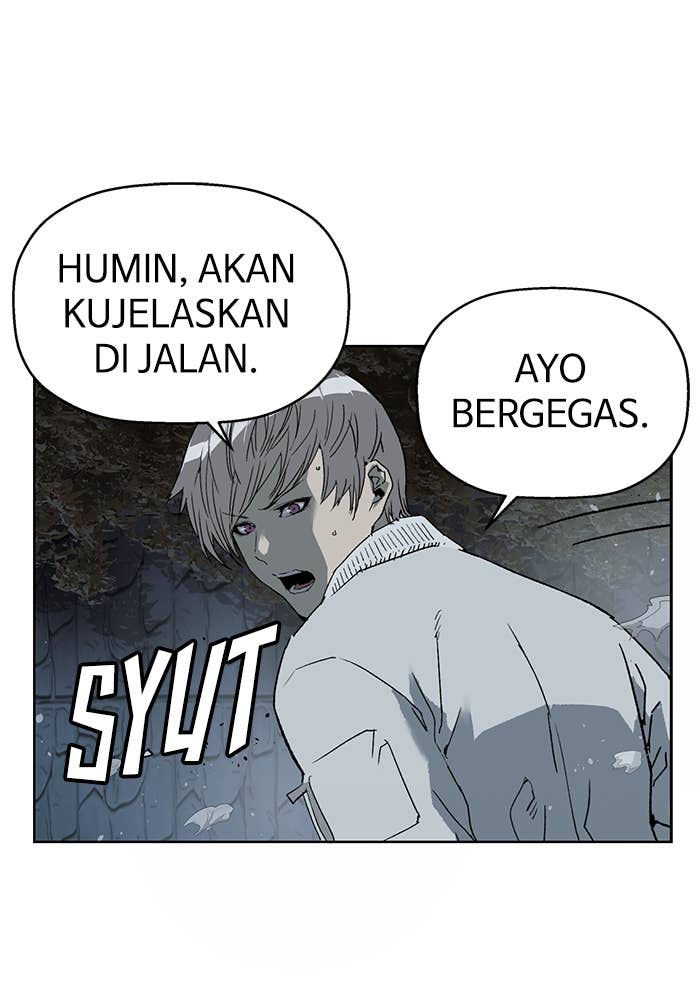 HUMIN, AKAN
KUJELASKAN
DI JALAN.
AYO
BERGEGAS.
SYUT